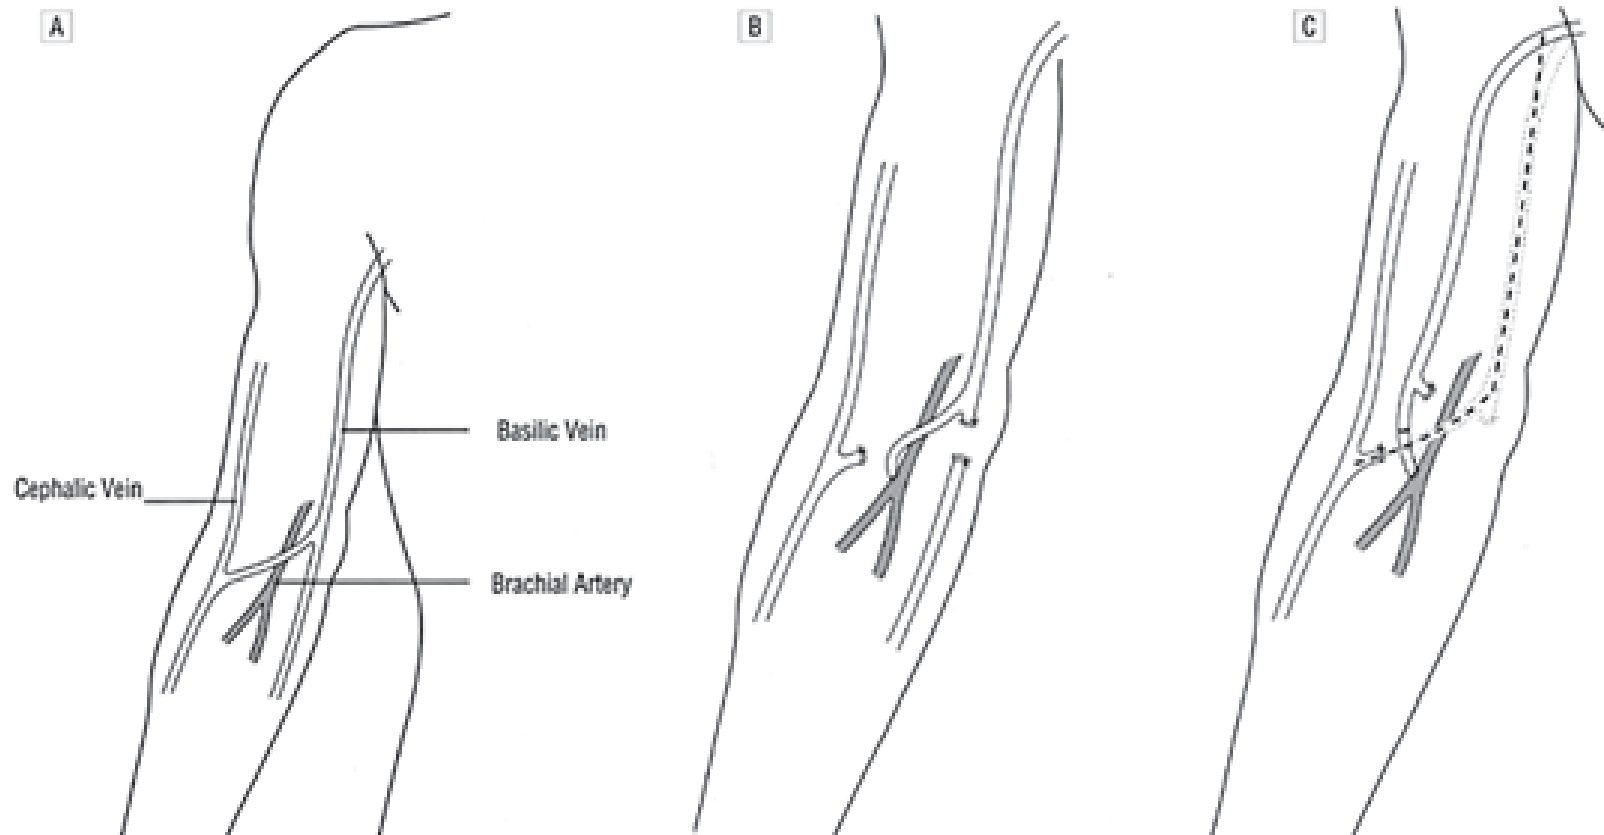 A
B
C
Basilic Vein
Cephalic Vein
Brachial Artery